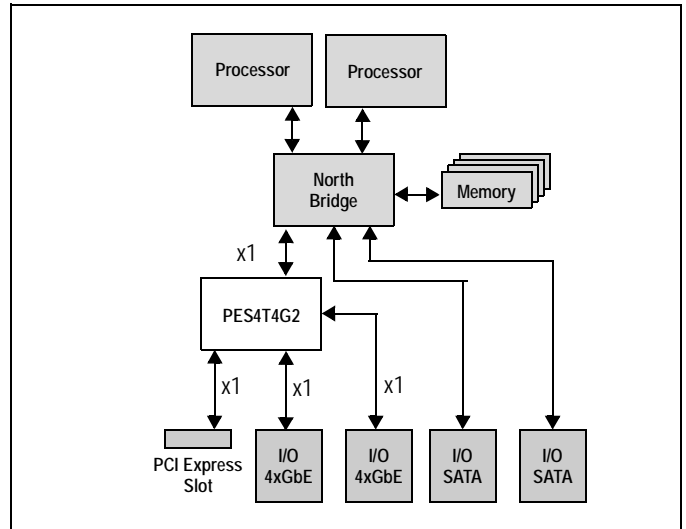 Processor
Processor
North
Bridge
Memory
x1
PES4T4G2
x1
x1
x1
PCI Express
Slot
I/O
4xGbE
I/O
4xGbE
I/O
SATA
I/O
SATA